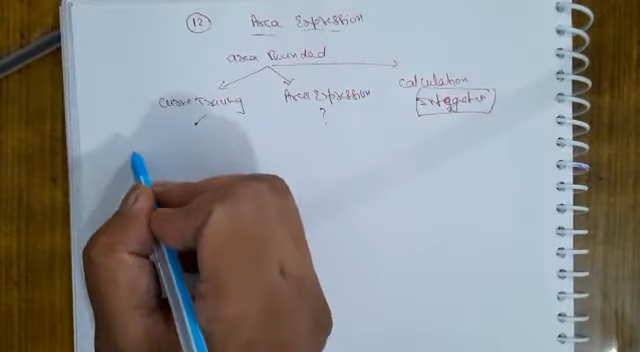 12 Area Expression
area Bounded
Curve Tracing Area Expression Calculation
✓ ? Integration